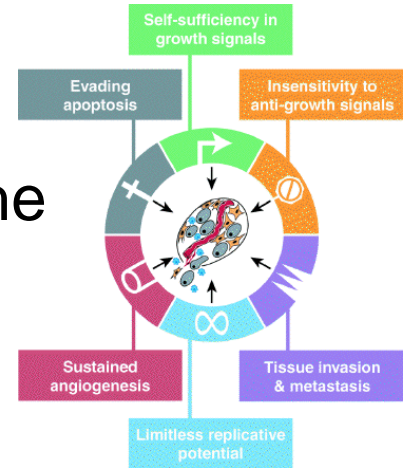 Self-sufficiency in
growth signals
Evading
apoptosis
Insensitivity to
anti-growth signals
ne
Sustained
angiogenesis
Tissue invasion
& metastasis
Limitless replicative
potential